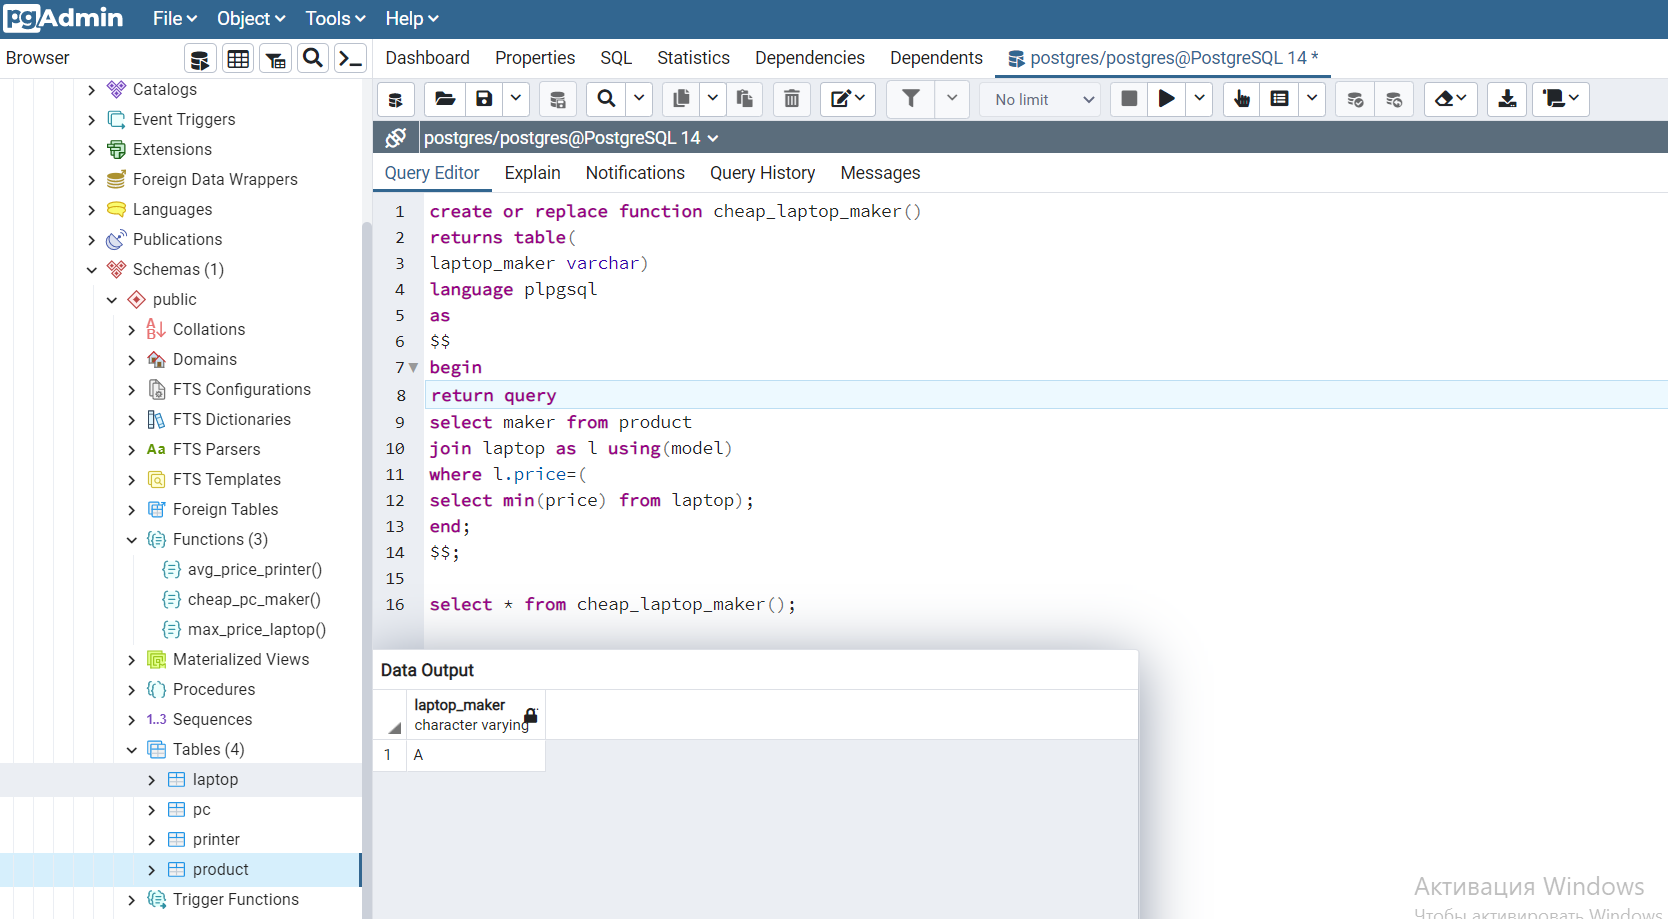 pgAdmin File Object Tools Help
Browser Dashboard Properties SQL Statistics Dependencies Dependents postgres/postgres@PostgreSQL 14 *
No limit
postgres/postgres@PostgreSQL 14
Query Editor Explain Notifications Query History Messages
Catalogs
Event Triggers
Extensions
Foreign Data Wrappers
Languages
Publications
Schemas (1)
public
Collations
Domains
FTS Configurations
FTS Dictionaries
Aa FTS Parsers
FTS Templates
Foreign Tables
Functions (3)
avg_price_printer()
cheap_pc_maker()
max_price_laptop()
Materialized Views
Procedures
1..3 Sequences
Tables (4)
laptop
pc
printer
product
Trigger Functions
1 create or replace function cheap_laptop_maker()
2 returns table(
3 laptop_maker varchar)
4 language plpgsql
5 as
6 $$
7 begin
8 return query
9 select maker from product
10 join laptop as l using(model)
11 where l.price=(
12 select min(price) from laptop);
13 end;
14 $$;
15
16 select * from cheap_laptop_maker();
Data Output
laptop_maker
character varying
1 A
Активация Windows
Чтобы активировать Windows